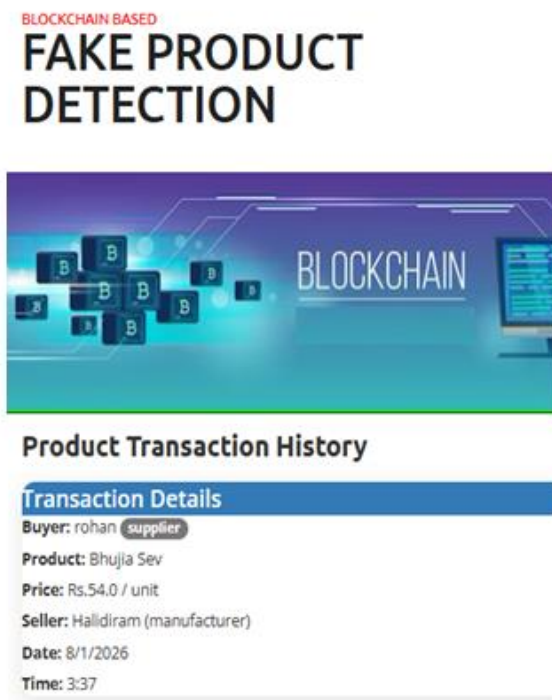 BLOCKCHAIN BASED
FAKE PRODUCT
DETECTION
BLOCKCHAIN
Product Transaction History
Transaction Details
Buyer: rohan supplier
Product: Bhujia Sev
Price: Rs.54.0 / unit
Seller: Halidiram (manufacturer)
Date: 8/1/2026
Time: 3:37